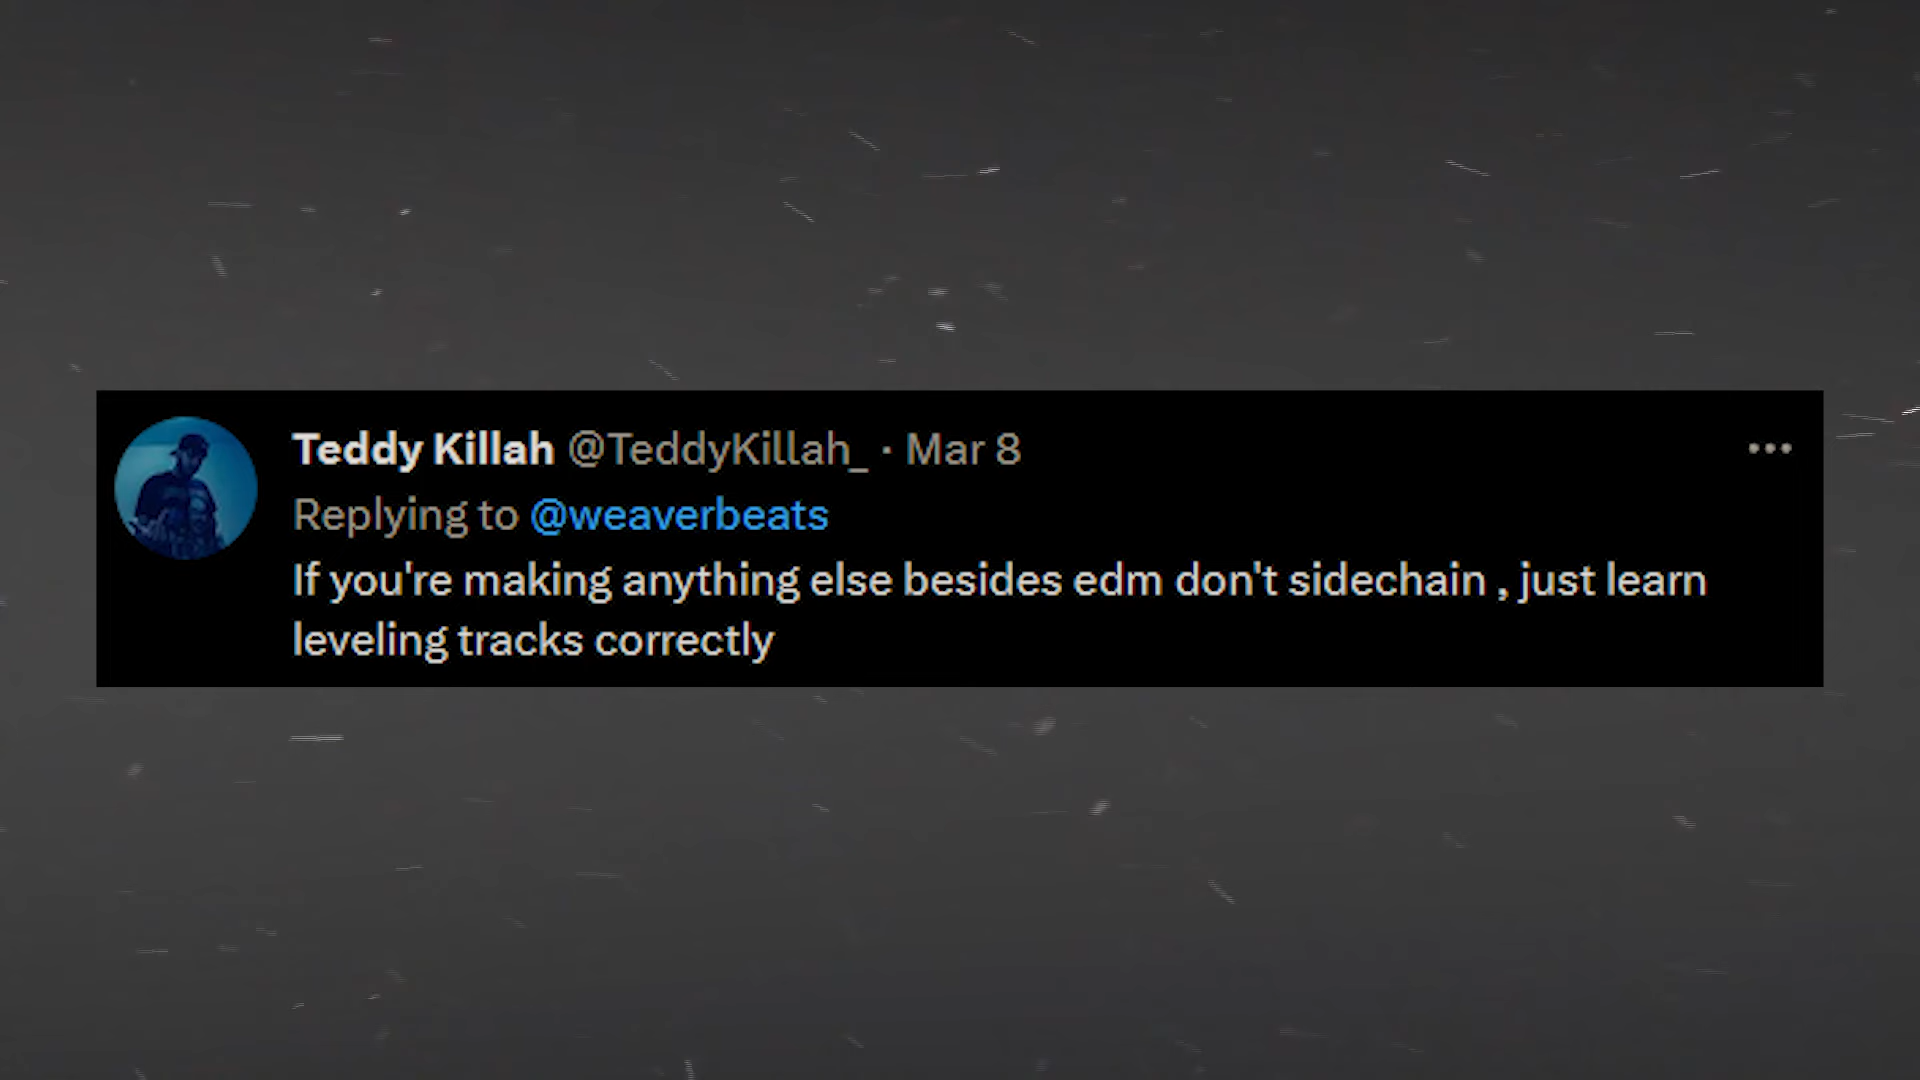 Teddy Killah @TeddyKillah_ · Mar 8
Replying to @weaverbeats
If you're making anything else besides edm don't sidechain , just learn
leveling tracks correctly